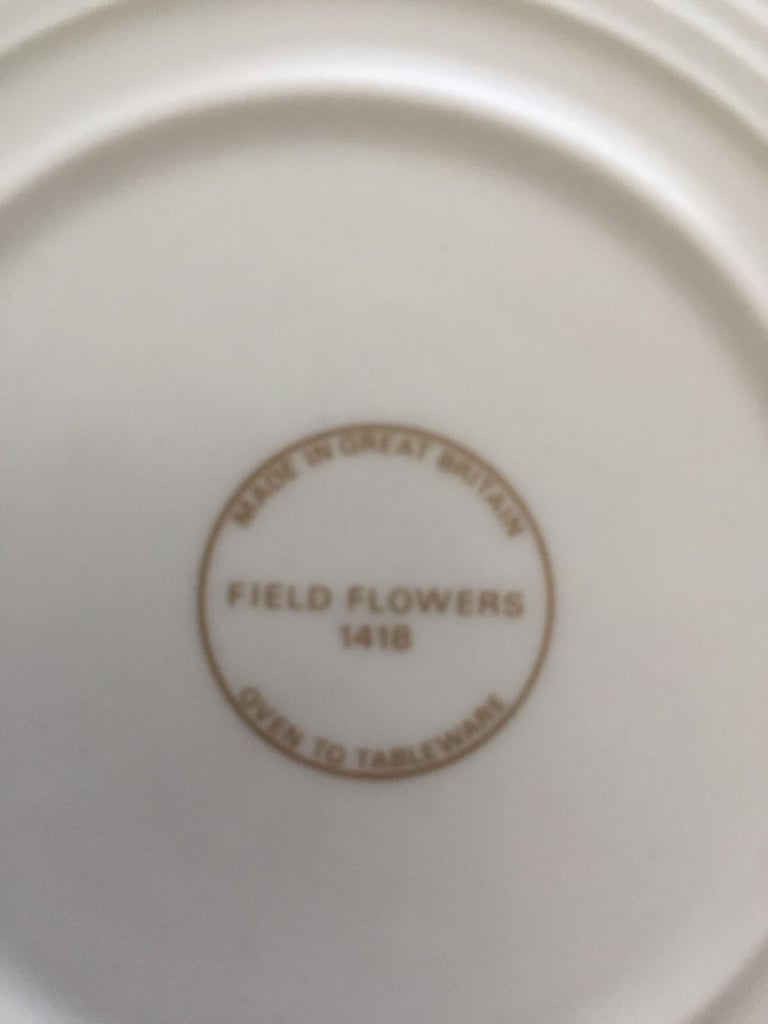 MADE IN GREAT BRITAIN
FIELD FLOWERS
1418
OVEN TO TABLEWARE